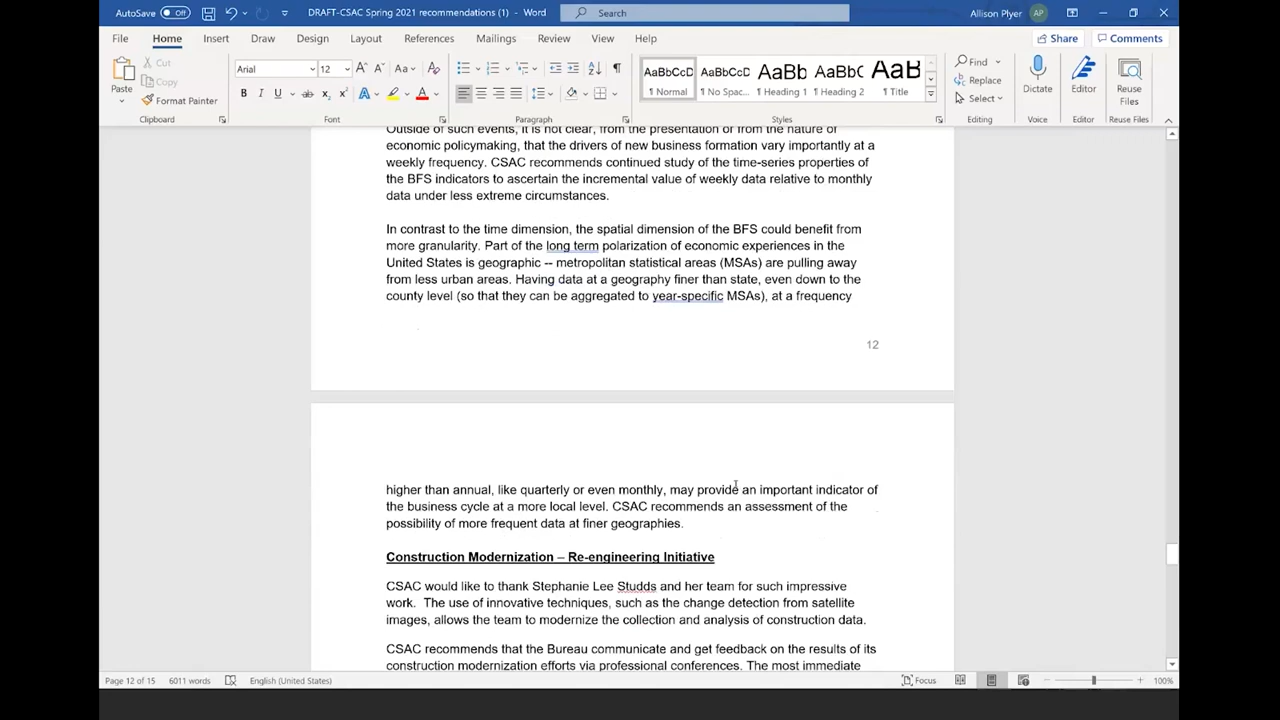 AutoSave Off DRAFT-CSAC Spring 2021 recommendations (1) - Word Search Allison Plyer AP
File Home Insert Draw Design Layout References Mailings Review View Help Share Comments
Paste Cut Copy Format Painter
Clipboard
Arial 12
Font
Paragraph
AaBbCcD AaBbCcD AaBb AaBbC AaB
¶ Normal ¶ No Spac... ¶ Heading 1 ¶ Heading 2 ¶ Title
Styles
Find
Replace
Select
Editing
Dictate
Voice
Editor
Editor
Reuse Files
Reuse Files
Outside of such events, it is not clear, from the presentation of from the nature of
economic policymaking, that the drivers of new business formation vary importantly at a
weekly frequency. CSAC recommends continued study of the time-series properties of
the BFS indicators to ascertain the incremental value of weekly data relative to monthly
data under less extreme circumstances.
In contrast to the time dimension, the spatial dimension of the BFS could benefit from
more granularity. Part of the long term polarization of economic experiences in the
United States is geographic -- metropolitan statistical areas (MSAs) are pulling away
from less urban areas. Having data at a geography finer than state, even down to the
county level (so that they can be aggregated to year-specific MSAs), at a frequency
12
higher than annual, like quarterly or even monthly, may provide an important indicator of
the business cycle at a more local level. CSAC recommends an assessment of the
possibility of more frequent data at finer geographies.
Construction Modernization – Re-engineering Initiative
CSAC would like to thank Stephanie Lee Studds and her team for such impressive
work. The use of innovative techniques, such as the change detection from satellite
images, allows the team to modernize the collection and analysis of construction data.
CSAC recommends that the Bureau communicate and get feedback on the results of its
construction modernization efforts via professional conferences. The most immediate
Page 12 of 15 6011 words English (United States) Focus 100%